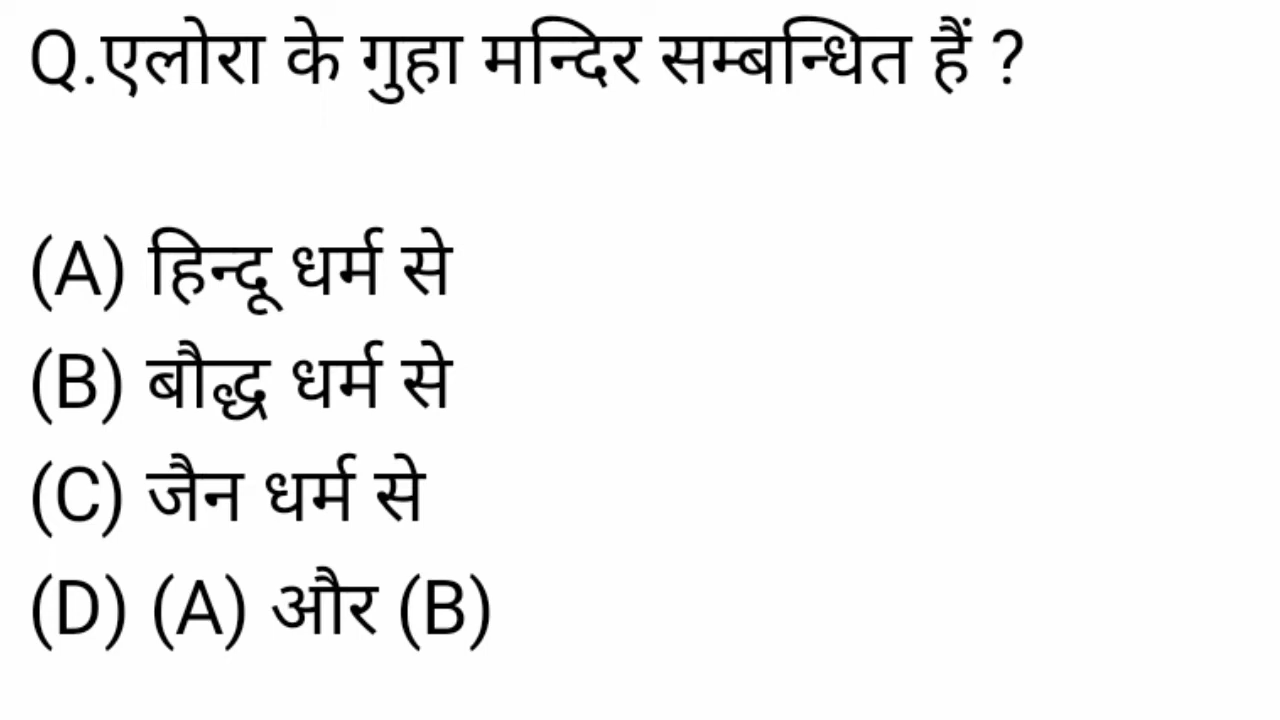 Q.एलोरा के गुहा मन्दिर सम्बन्धित हैं ?
(A) हिन्दू धर्म से
(B) बौद्ध धर्म से
(C) जैन धर्म से
(D) (A) और (B)